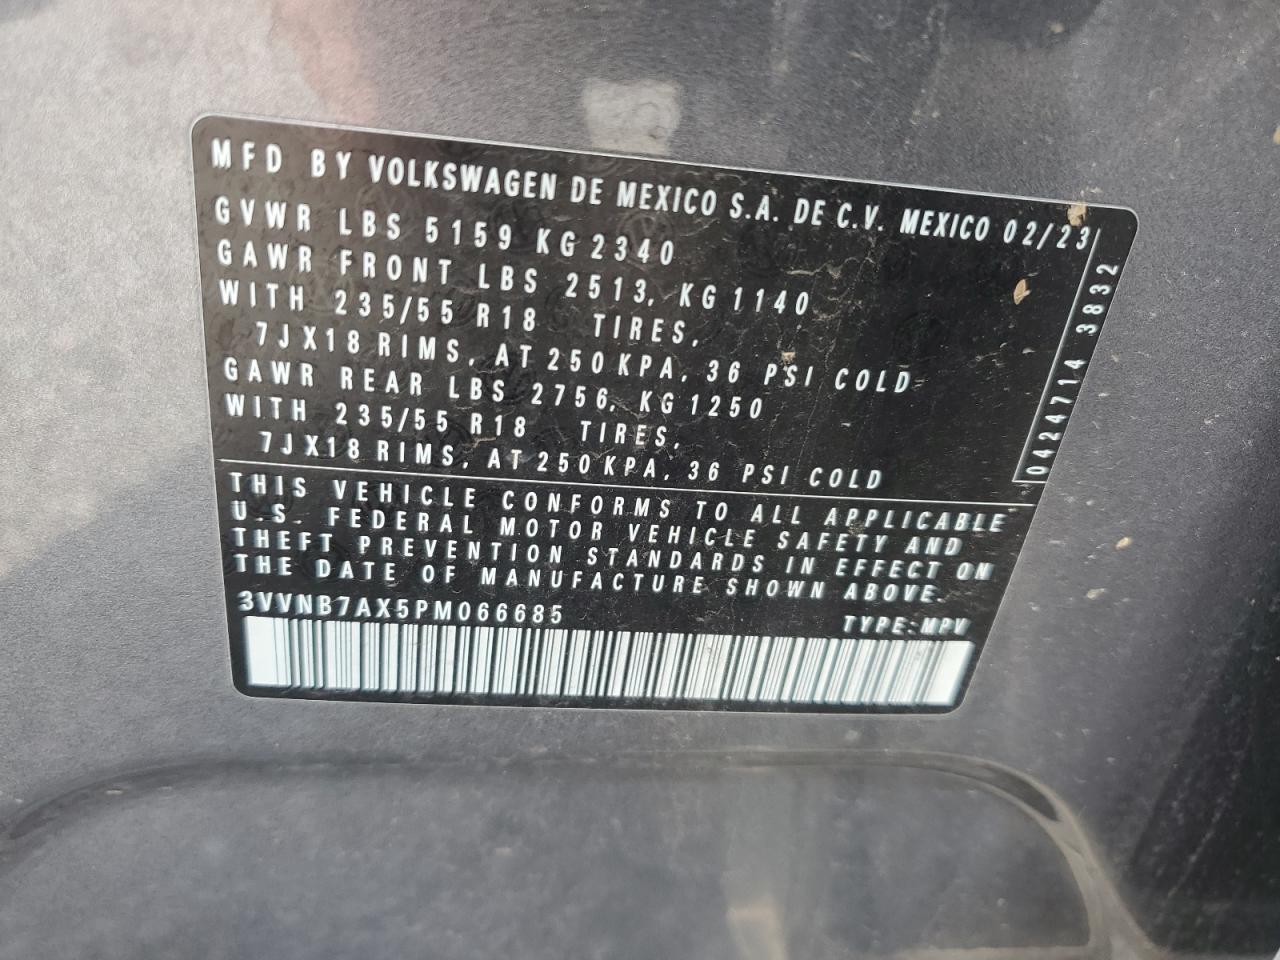 MFD BY VOLKSWAGEN DE MEXICO S.A. DE C.V. MEXICO 02/23
GVWR LBS 5159 KG 2340
GAWR FRONT LBS 2513, KG 1140
WITH 235/55 R18 TIRES,
7JX18 RIMS, AT 250 KPA, 36 PSI COLD
GAWR REAR LBS 2756, KG 1250
WITH 235/55 R18 TIRES,
7JX18 RIMS, AT 250 KPA, 36 PSI COLD
0424714 3832
THIS VEHICLE CONFORMS TO ALL APPLICABLE
U.S. FEDERAL MOTOR VEHICLE SAFETY AND
THEFT PREVENTION STANDARDS IN EFFECT ON
THE DATE OF MANUFACTURE SHOWN ABOVE.
3VVNB7AX5PM066685 TYPE: MPV